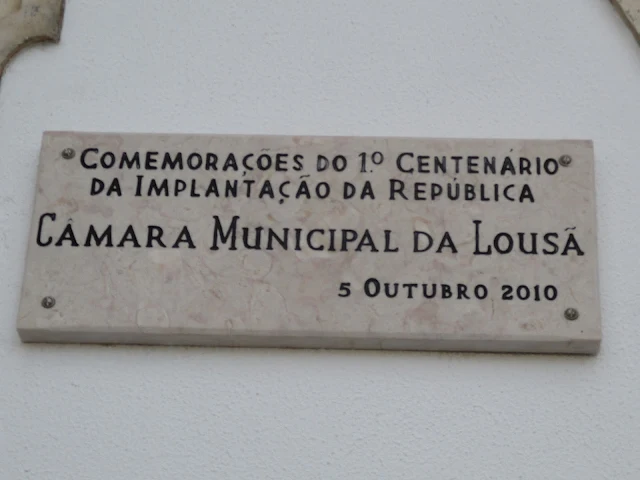 COMEMORAÇÕES DO 1.º CENTENÁRIO
DA IMPLANTAÇÃO DA REPÚBLICA
CÂMARA MUNICIPAL DA LOUSÃ
5 OUTUBRO 2010